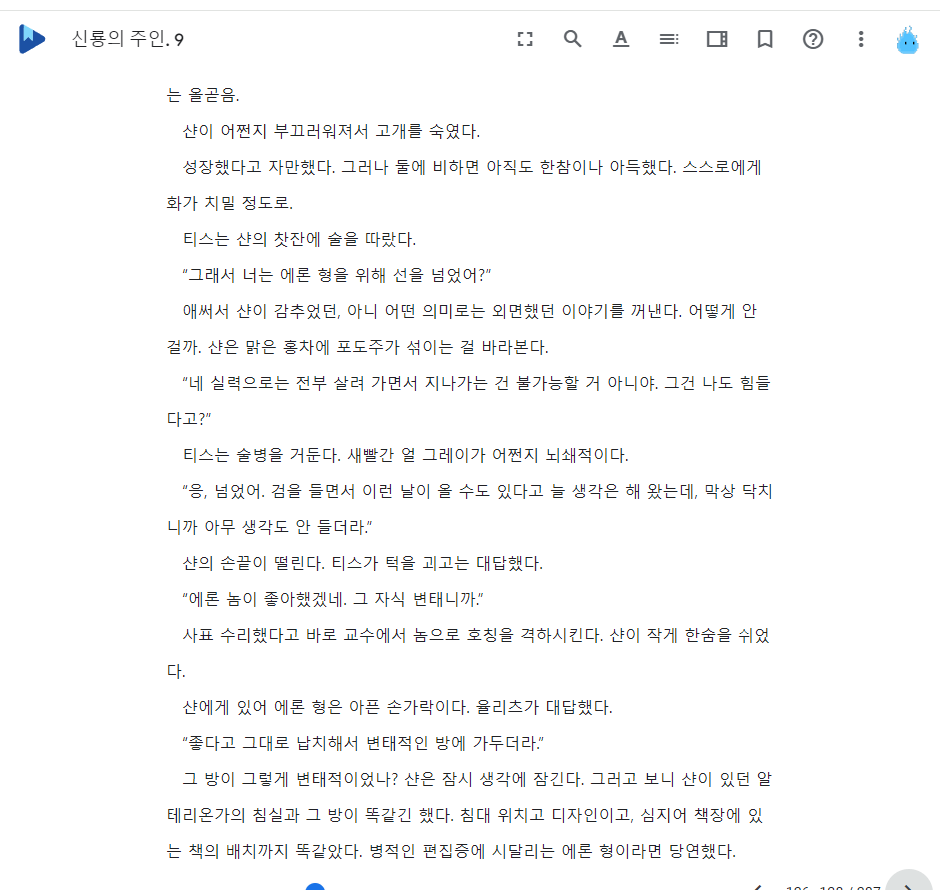 신룡의 주인. 9
는 올곧음.
샨이 어쩐지 부끄러워져서 고개를 숙였다.
성장했다고 자만했다. 그러나 둘에 비하면 아직도 한참이나 아득했다. 스스로에게
화가 치밀 정도로.
티스는 샨의 찻잔에 술을 따랐다.
“그래서 너는 에론 형을 위해 선을 넘었어?”
애써서 샨이 감추었던, 아니 어떤 의미로는 외면했던 이야기를 꺼낸다. 어떻게 안
걸까. 샨은 맑은 홍차에 포도주가 섞이는 걸 바라본다.
“네 실력으로는 전부 살려 가면서 지나가는 건 불가능할 거 아니야. 그건 나도 힘들
다고?”
티스는 술병을 거둔다. 새빨간 얼 그레이가 어쩐지 뇌쇄적이다.
“응, 넘었어. 검을 들면서 이런 날이 올 수도 있다고 늘 생각은 해 왔는데, 막상 닥치
니까 아무 생각도 안 들더라.”
샨의 손끝이 떨린다. 티스가 턱을 괴고는 대답했다.
“에론 놈이 좋아했겠네. 그 자식 변태니까.”
사표 수리했다고 바로 교수에서 놈으로 호칭을 격하시킨다. 샨이 작게 한숨을 쉬었
다.
샨에게 있어 에론 형은 아픈 손가락이다. 율리츠가 대답했다.
“좋다고 그대로 납치해서 변태적인 방에 가두더라.”
그 방이 그렇게 변태적이었나? 샨은 잠시 생각에 잠긴다. 그러고 보니 샨이 있던 알
테리온가의 침실과 그 방이 똑같긴 했다. 침대 위치고 디자인이고, 심지어 책장에 있
는 책의 배치까지 똑같았다. 병적인 편집증에 시달리는 에론 형이라면 당연했다.